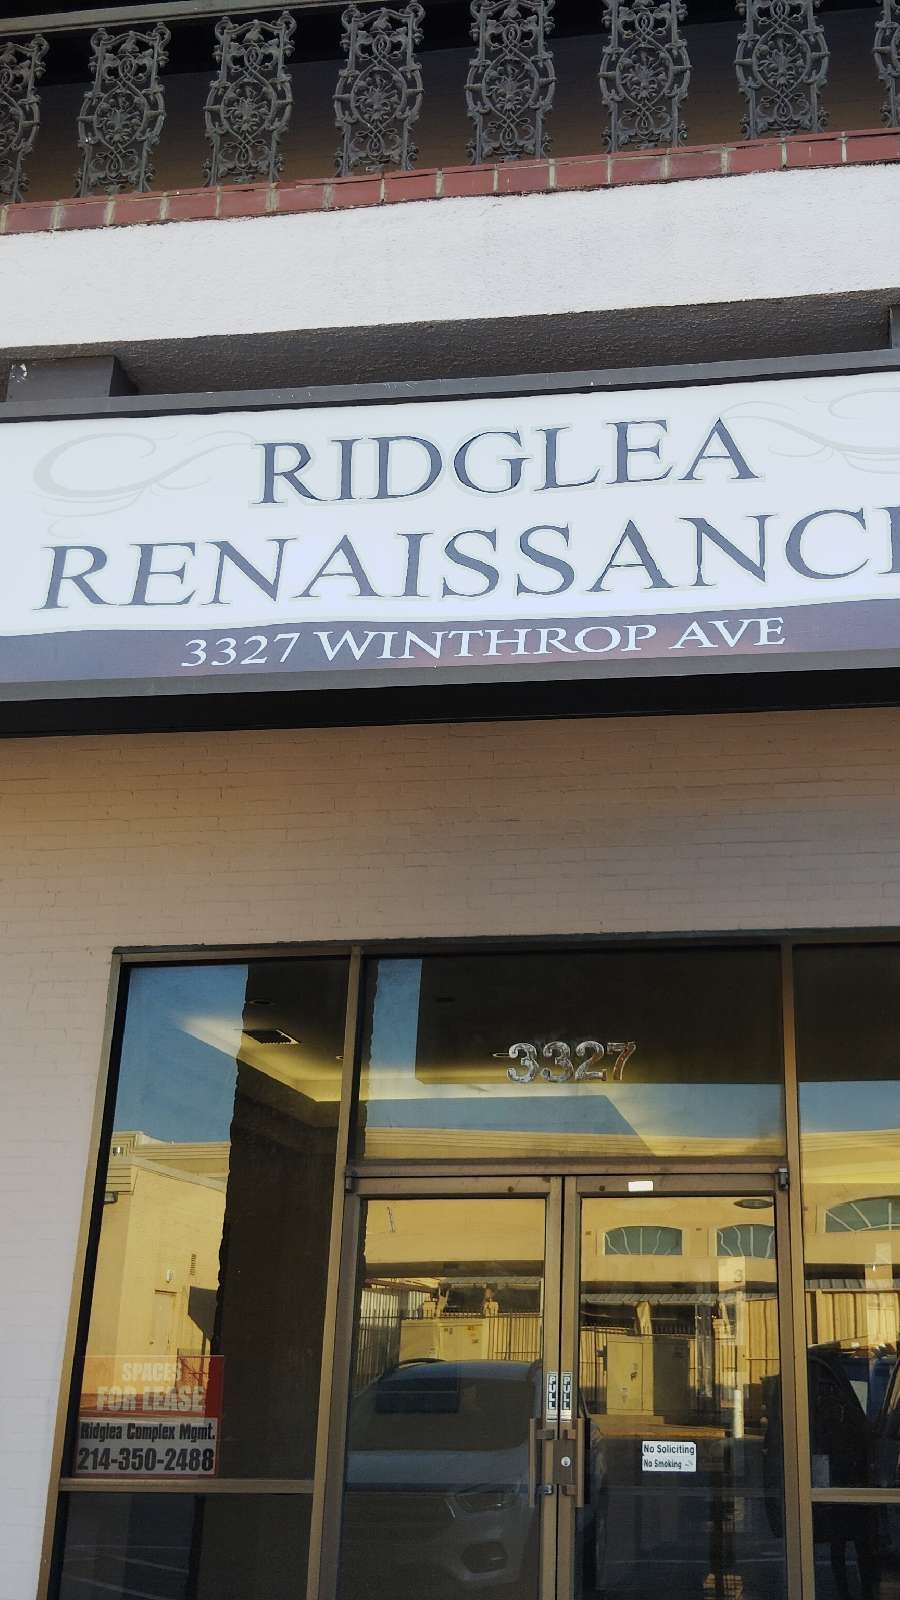 RIDGLEA
RENAISSANCE
3327 WINTHROP AVE
3327
SPACES
FOR LEASE
Ridglea Complex Mgmt.
214-350-2488
PULL PULL
No Soliciting
No Smoking